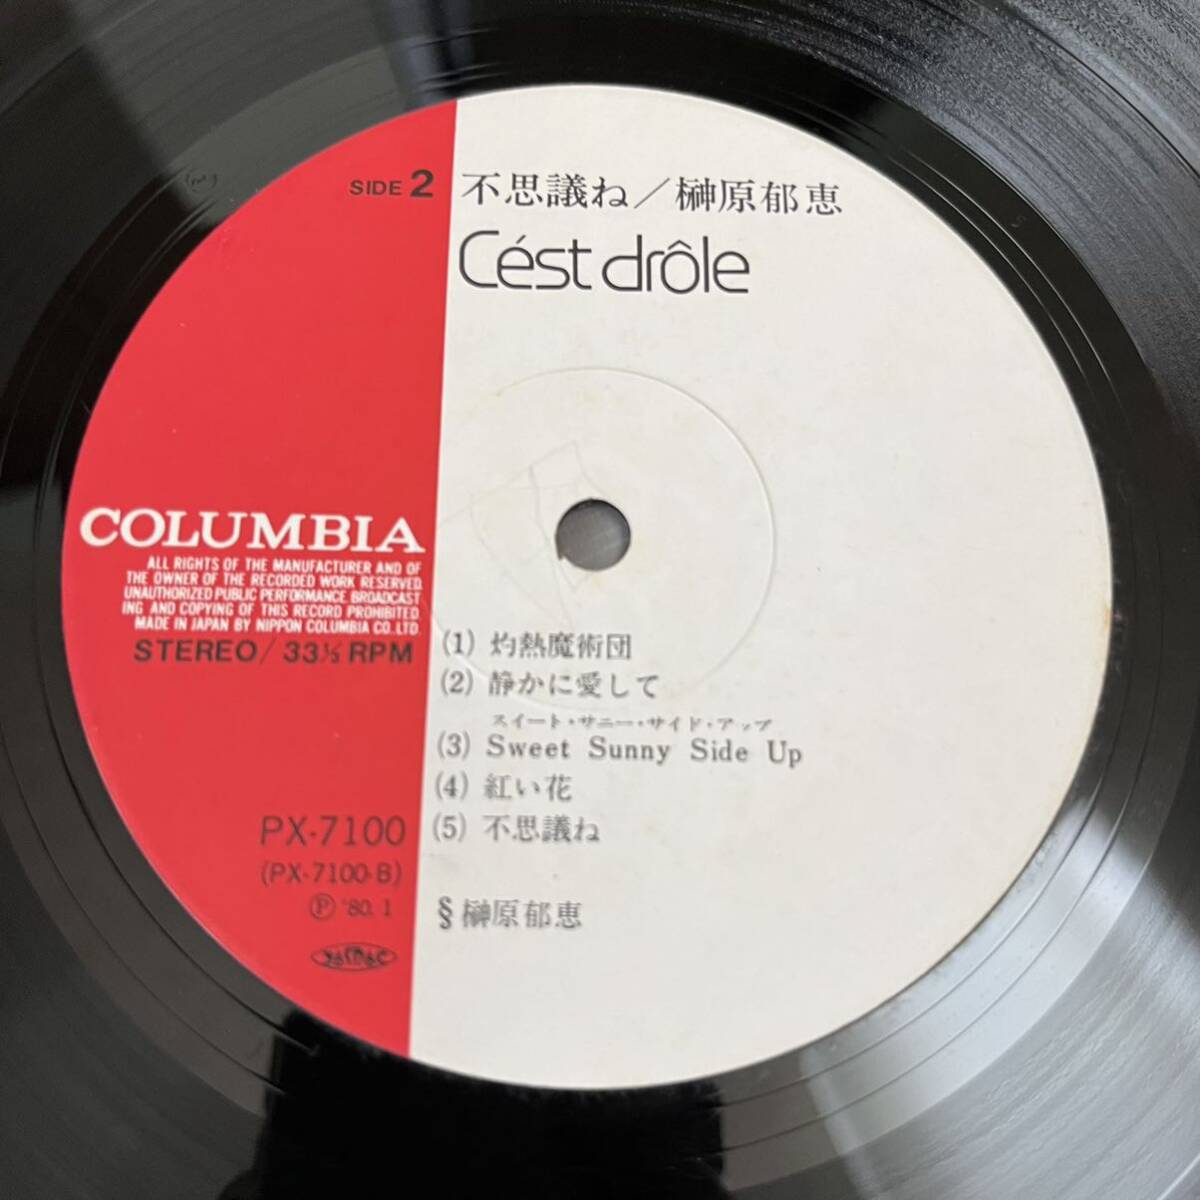 SIDE 2
不思議ね／榊原郁恵
Cést drôle
COLUMBIA
ALL RIGHTS OF THE MANUFACTURER AND OF
THE OWNER OF THE RECORDED WORK RESERVED.
UNAUTHORIZED PUBLIC PERFORMANCE BROADCAST
ING AND COPYING OF THIS RECORD PROHIBITED.
MADE IN JAPAN BY NIPPON COLUMBIA CO.,LTD.
STEREO/33⅓ RPM
(1) 灼熱魔術団
(2) 静かに愛して
スイート・サニー・サイド・アップ
(3) Sweet Sunny Side Up
(4) 紅い花
(5) 不思議ね
PX-7100
(PX-7100-B)
Ⓟ '80. 1
§ 榊原郁恵